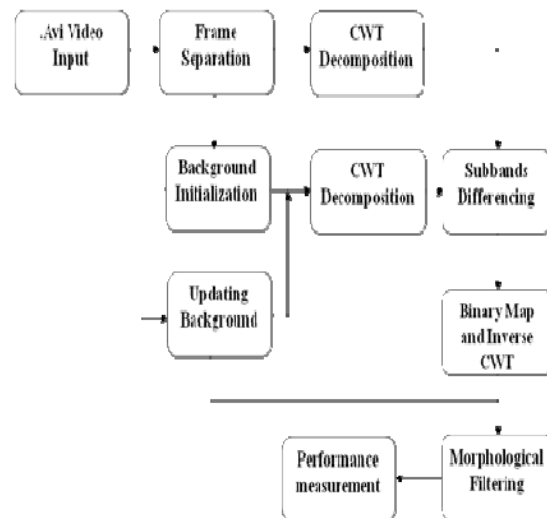 .Avi Video
Input
Frame
Separation
CWT
Decomposition
Background
Initialization
CWT
Decomposition
Subbands
Differencing
Updating
Background
Binary Map
and Inverse
CWT
Performance
measurement
Morphological
Filtering